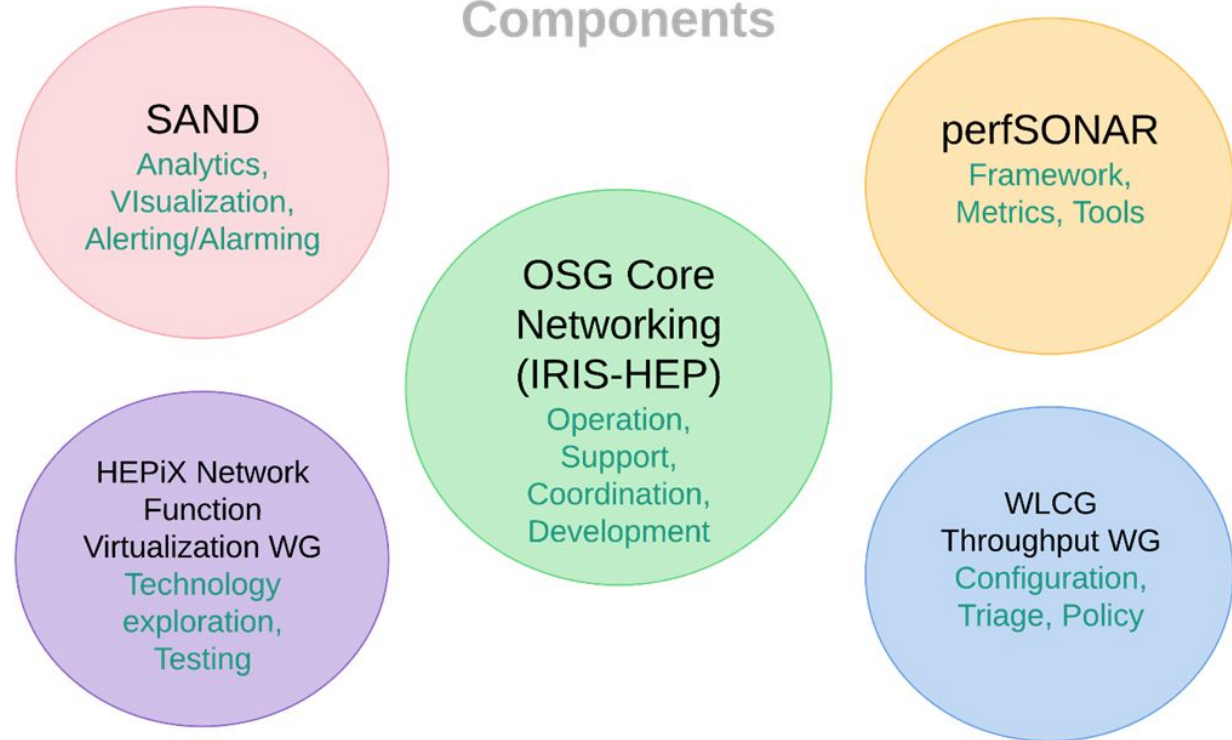 Components
SAND
Analytics,
VIsualization,
Alerting/Alarming
perfSONAR
Framework,
Metrics, Tools
OSG Core
Networking
(IRIS-HEP)
Operation,
Support,
Coordination,
Development
HEPiX Network
Function
Virtualization WG
Technology
exploration,
Testing
WLCG
Throughput WG
Configuration,
Triage, Policy